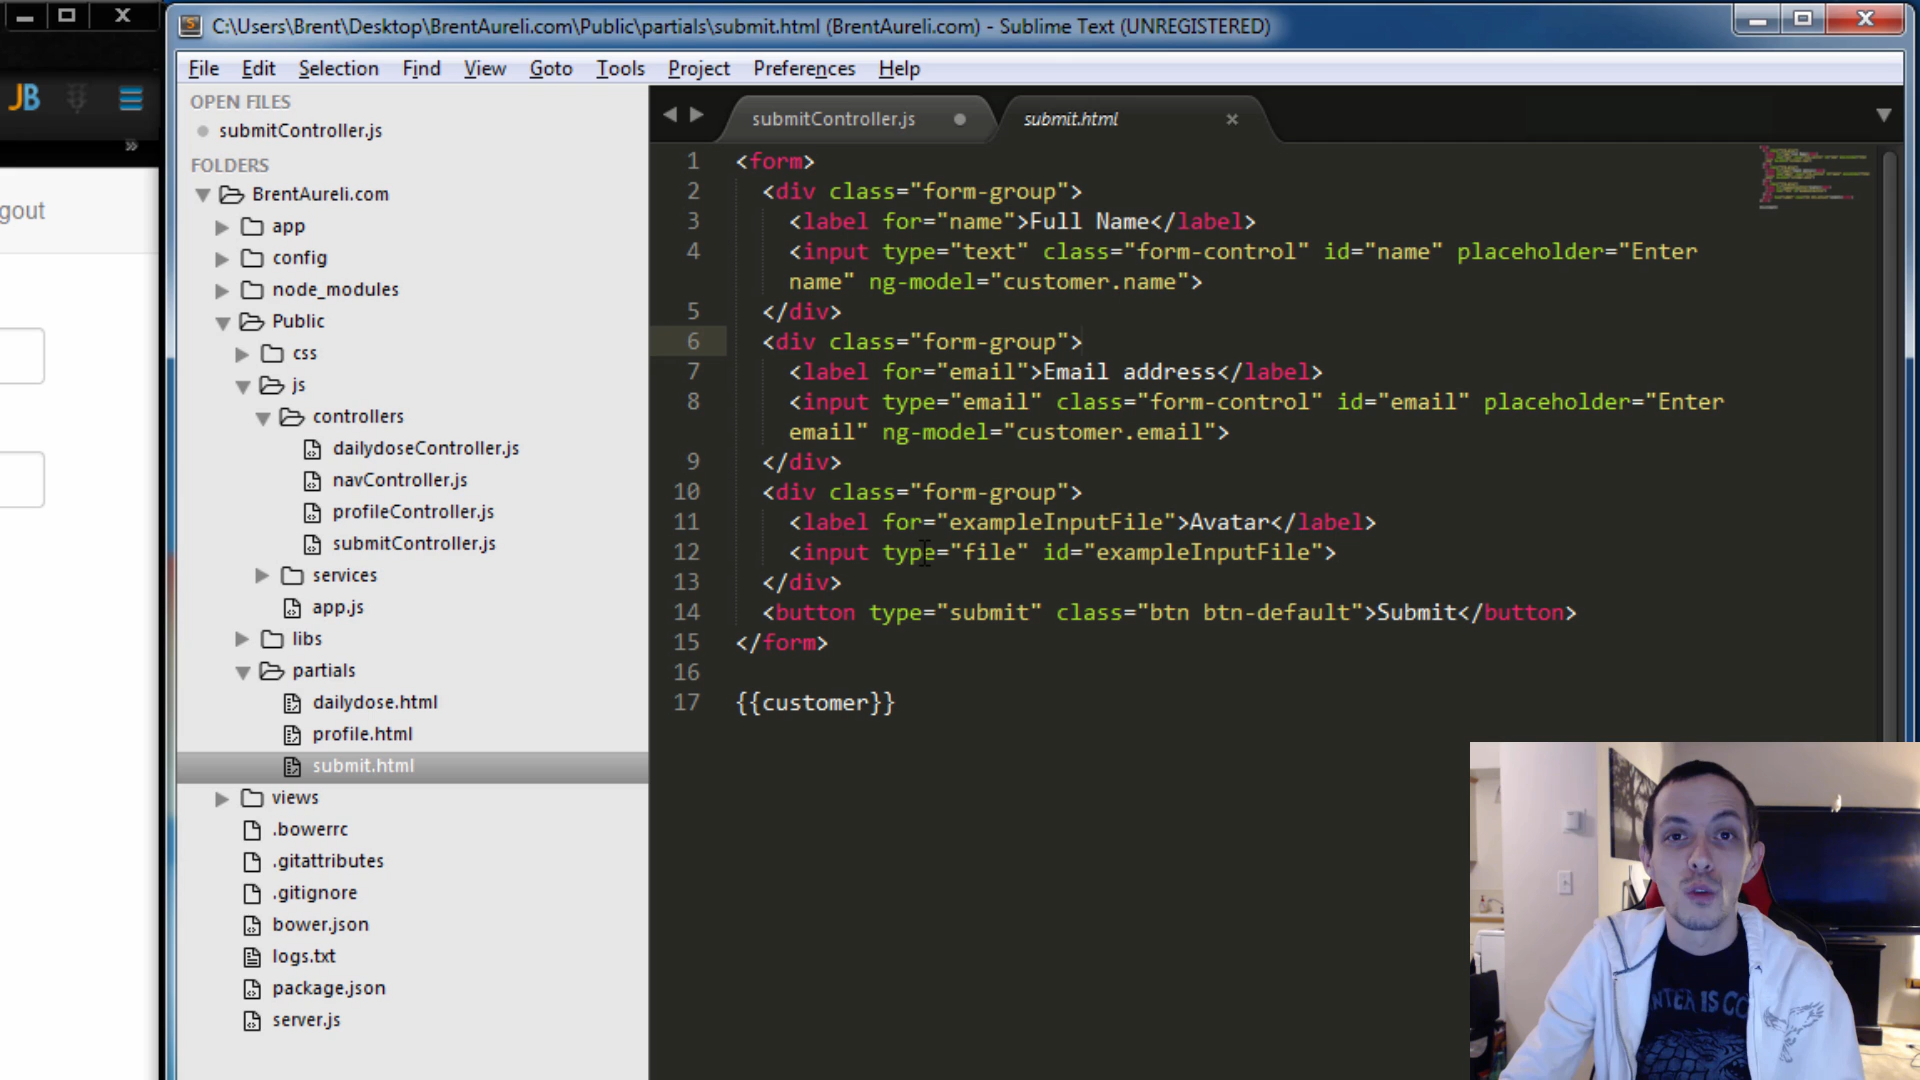 C:\Users\Brent\Desktop\BrentAureli.com\Public\partials\submit.html (BrentAureli.com) - Sublime Text (UNREGISTERED)
File Edit Selection Find View Goto Tools Project Preferences Help
JB
»
gout
OPEN FILES
submitController.js
FOLDERS
BrentAureli.com
app
config
node_modules
Public
css
js
controllers
dailydoseController.js
navController.js
profileController.js
submitController.js
services
app.js
libs
partials
dailydose.html
profile.html
submit.html
views
.bowerrc
.gitattributes
.gitignore
bower.json
logs.txt
package.json
server.js
submitController.js submit.html
1 <form>
2 <div class="form-group">
3 <label for="name">Full Name</label>
4 <input type="text" class="form-control" id="name" placeholder="Enter
name" ng-model="customer.name">
5 </div>
6 <div class="form-group">
7 <label for="email">Email address</label>
8 <input type="email" class="form-control" id="email" placeholder="Enter
email" ng-model="customer.email">
9 </div>
10 <div class="form-group">
11 <label for="exampleInputFile">Avatar</label>
12 <input type="file" id="exampleInputFile">
13 </div>
14 <button type="submit" class="btn btn-default">Submit</button>
15 </form>
16
17 {{customer}}
IS